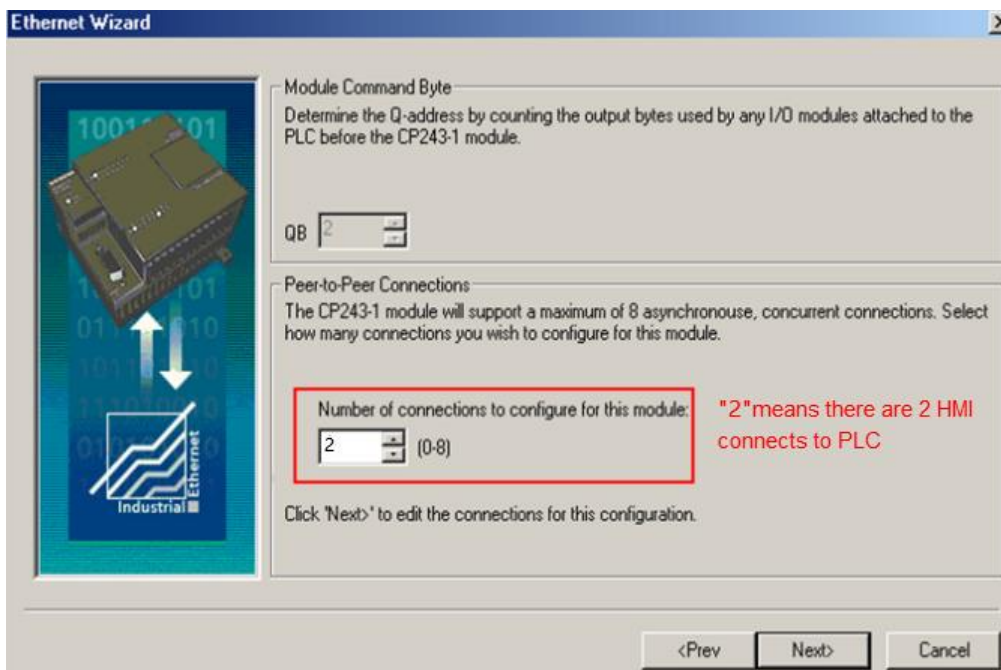 Ethernet Wizard
Module Command Byte
Determine the Q-address by counting the output bytes used by any I/O modules attached to the
PLC before the CP243-1 module.
QB 2
Peer-to-Peer Connections
The CP243-1 module will support a maximum of 8 asynchronouse, concurrent connections. Select
how many connections you wish to configure for this module.
Number of connections to configure for this module:
2 (0-8)
"2"means there are 2 HMI
connects to PLC
Click 'Next>' to edit the connections for this configuration.
Industrial
Ethernet
<Prev Next> Cancel